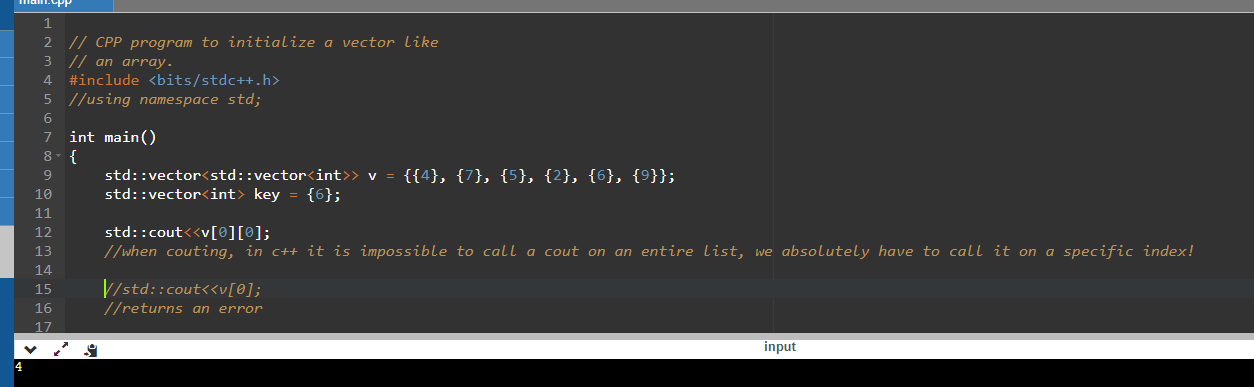 main.cpp
1
2 // CPP program to initialize a vector like
3 // an array.
4 #include <bits/stdc++.h>
5 //using namespace std;
6
7 int main()
8 {
9 std::vector<std::vector<int>> v = {{4}, {7}, {5}, {2}, {6}, {9}};
10 std::vector<int> key = {6};
11
12 std::cout<<v[0][0];
13 //when couting, in c++ it is impossible to call a cout on an entire list, we absolutely have to call it on a specific index!
14
15 //std::cout<<v[0];
16 //returns an error
17
input
4